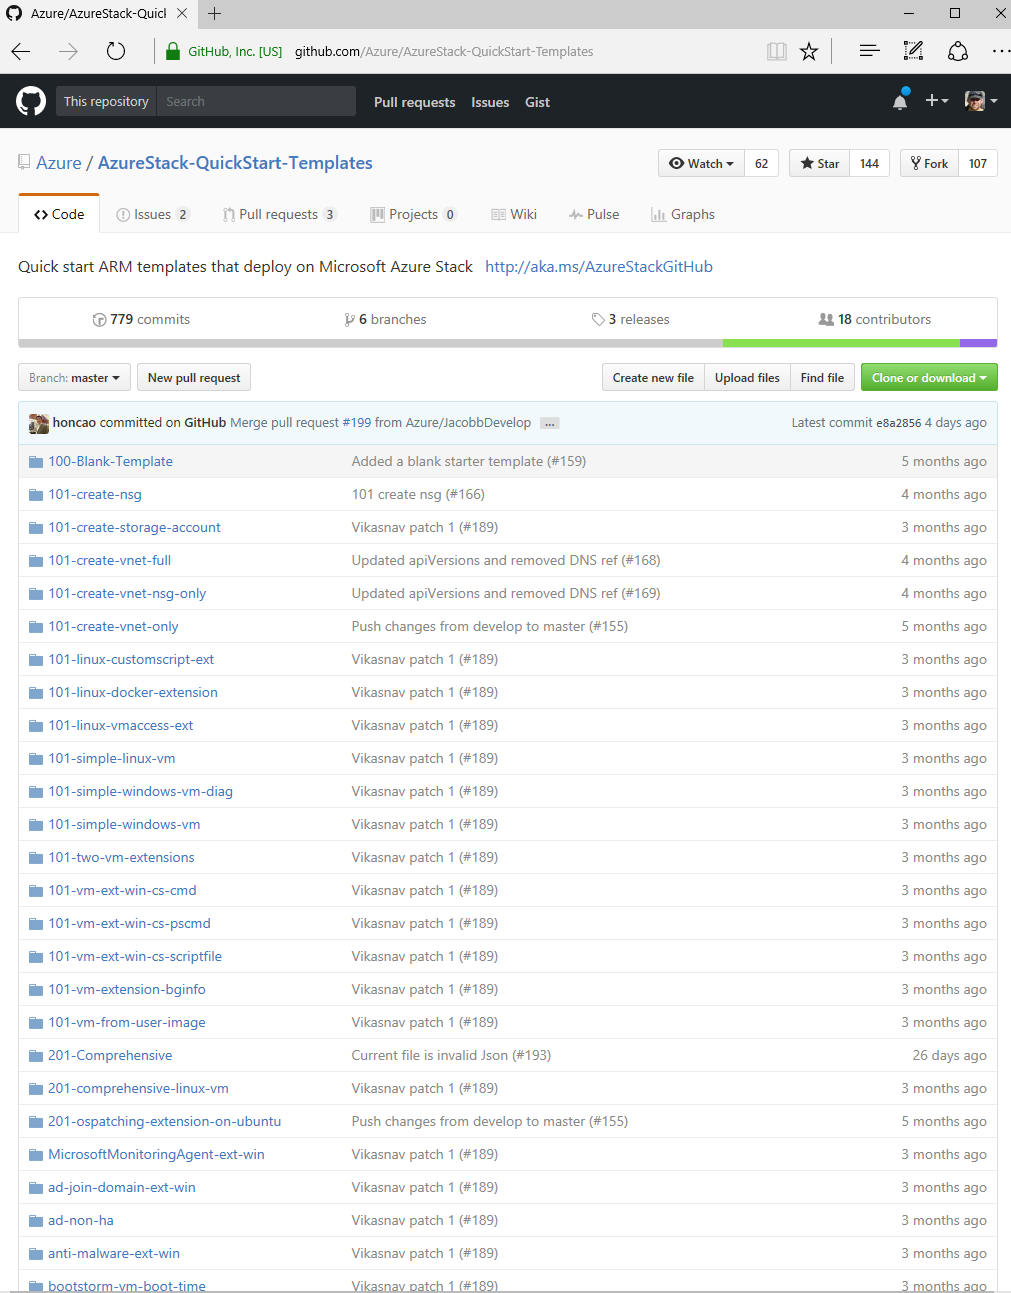 Azure/AzureStack-Quick
GitHub, Inc. [US] github.com/Azure/AzureStack-QuickStart-Templates
This repository Search Pull requests Issues Gist
Azure / AzureStack-QuickStart-Templates Watch 62 Star 144 Fork 107
Code Issues 2 Pull requests 3 Projects 0 Wiki Pulse Graphs
Quick start ARM templates that deploy on Microsoft Azure Stack http://aka.ms/AzureStackGitHub
779 commits 6 branches 3 releases 18 contributors
Branch: master New pull request Create new file Upload files Find file Clone or download
honcao committed on GitHub Merge pull request #199 from Azure/JacobbDevelop ... Latest commit e8a2856 4 days ago
100-Blank-Template Added a blank starter template (#159) 5 months ago
101-create-nsg 101 create nsg (#166) 4 months ago
101-create-storage-account Vikasnav patch 1 (#189) 3 months ago
101-create-vnet-full Updated apiVersions and removed DNS ref (#168) 4 months ago
101-create-vnet-nsg-only Updated apiVersions and removed DNS ref (#169) 4 months ago
101-create-vnet-only Push changes from develop to master (#155) 5 months ago
101-linux-customscript-ext Vikasnav patch 1 (#189) 3 months ago
101-linux-docker-extension Vikasnav patch 1 (#189) 3 months ago
101-linux-vmaccess-ext Vikasnav patch 1 (#189) 3 months ago
101-simple-linux-vm Vikasnav patch 1 (#189) 3 months ago
101-simple-windows-vm-diag Vikasnav patch 1 (#189) 3 months ago
101-simple-windows-vm Vikasnav patch 1 (#189) 3 months ago
101-two-vm-extensions Vikasnav patch 1 (#189) 3 months ago
101-vm-ext-win-cs-cmd Vikasnav patch 1 (#189) 3 months ago
101-vm-ext-win-cs-pscmd Vikasnav patch 1 (#189) 3 months ago
101-vm-ext-win-cs-scriptfile Vikasnav patch 1 (#189) 3 months ago
101-vm-extension-bginfo Vikasnav patch 1 (#189) 3 months ago
101-vm-from-user-image Vikasnav patch 1 (#189) 3 months ago
201-Comprehensive Current file is invalid Json (#193) 26 days ago
201-comprehensive-linux-vm Vikasnav patch 1 (#189) 3 months ago
201-ospatching-extension-on-ubuntu Push changes from develop to master (#155) 5 months ago
MicrosoftMonitoringAgent-ext-win Vikasnav patch 1 (#189) 3 months ago
ad-join-domain-ext-win Vikasnav patch 1 (#189) 3 months ago
ad-non-ha Vikasnav patch 1 (#189) 3 months ago
anti-malware-ext-win Vikasnav patch 1 (#189) 3 months ago
bootstorm-vm-boot-time Vikasnav patch 1 (#189) 3 months ago